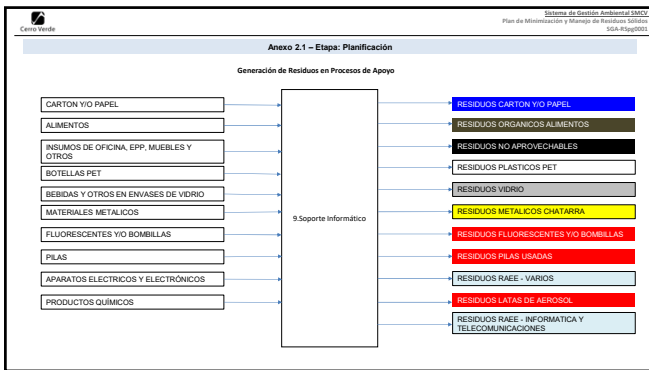 Cerro Verde
Sistema de Gestión Ambiental SMCV
Plan de Minimización y Manejo de Residuos Sólidos
SGA-RSpg0001
Anexo 2.1 – Etapa: Planificación
Generación de Residuos en Procesos de Apoyo
CARTON Y/O PAPEL
ALIMENTOS
INSUMOS DE OFICINA, EPP, MUEBLES Y
OTROS
BOTELLAS PET
BEBIDAS Y OTROS EN ENVASES DE VIDRIO
MATERIALES METALICOS
FLUORESCENTES Y/O BOMBILLAS
PILAS
APARATOS ELECTRICOS Y ELECTRÓNICOS
PRODUCTOS QUÍMICOS
9.Soporte Informático
RESIDUOS CARTON Y/O PAPEL
RESIDUOS ORGANICOS ALIMENTOS
RESIDUOS NO APROVECHABLES
RESIDUOS PLASTICOS PET
RESIDUOS VIDRIO
RESIDUOS METALICOS CHATARRA
RESIDUOS FLUORESCENTES Y/O BOMBILLAS
RESIDUOS PILAS USADAS
RESIDUOS RAEE - VARIOS
RESIDUOS LATAS DE AEROSOL
RESIDUOS RAEE - INFORMATICA Y
TELECOMUNICACIONES